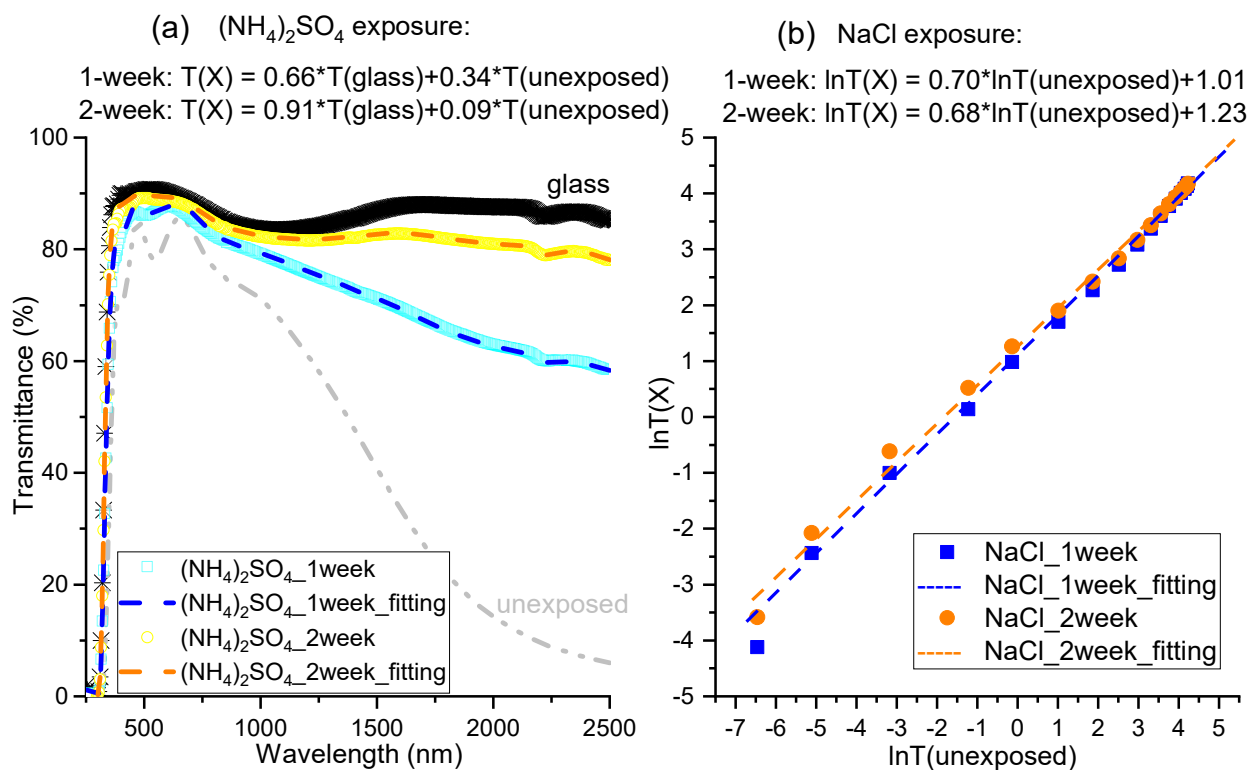 (a) (NH₄)₂SO₄ exposure:
1-week: T(X) = 0.66*T(glass)+0.34*T(unexposed)
2-week: T(X) = 0.91*T(glass)+0.09*T(unexposed)
100
80
60
40
20
0
Transmittance (%)
glass
unexposed
(NH₄)₂SO₄_1week
(NH₄)₂SO₄_1week_fitting
(NH₄)₂SO₄_2week
(NH₄)₂SO₄_2week_fitting
500 1000 1500 2000 2500
Wavelength (nm)
(b) NaCl exposure:
1-week: lnT(X) = 0.70*lnT(unexposed)+1.01
2-week: lnT(X) = 0.68*lnT(unexposed)+1.23
5
4
3
2
1
0
-1
-2
-3
-4
-5
lnT(X)
NaCl_1week
NaCl_1week_fitting
NaCl_2week
NaCl_2week_fitting
-7 -6 -5 -4 -3 -2 -1 0 1 2 3 4 5
lnT(unexposed)